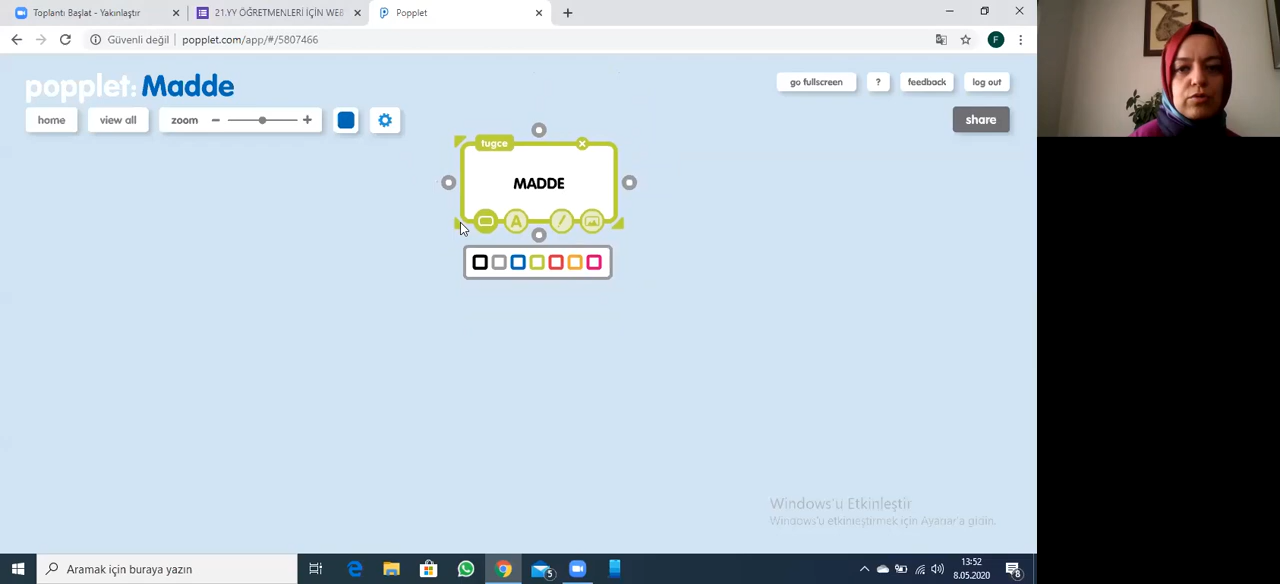 Toplantı Başlat - Yakınlaştır
21.YY ÖĞRETMENLERİ İÇİN WEB
Popplet
Güvenli değil
popplet.com/app/#/5807466
F
popplet: Madde
go fullscreen
?
feedback
log out
home
view all
zoom
share
tugce
MADDE
A
Windows'u Etkinleştir
Windows'u etkinleştirmek için Ayarlar'a gidin.
Aramak için buraya yazın
5
13:52
8.05.2020
8